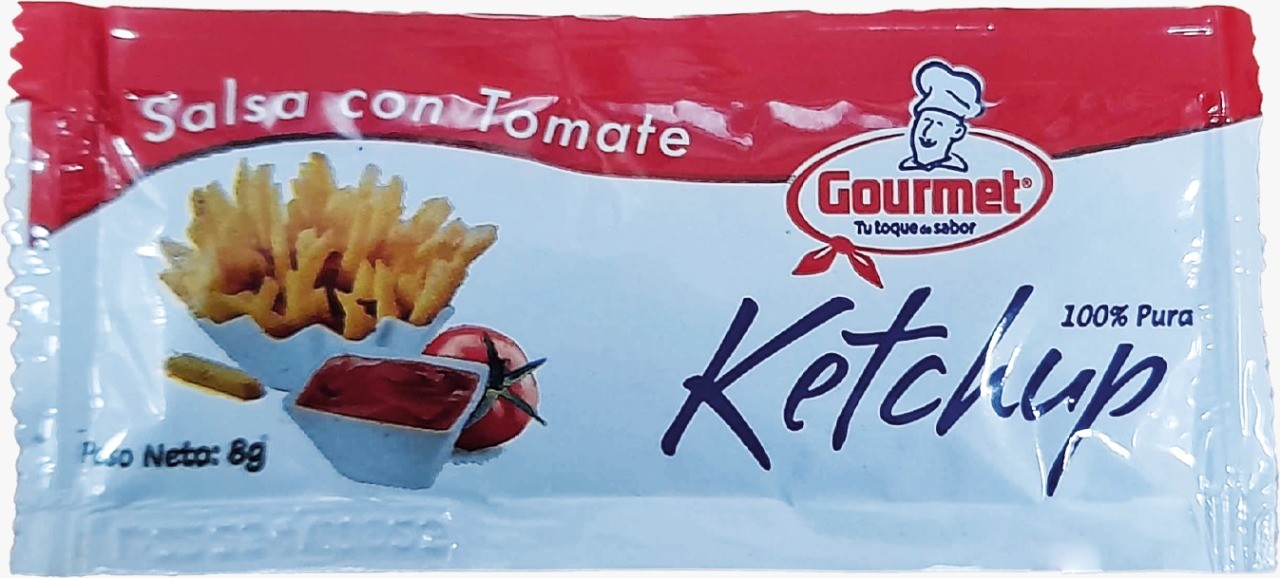 Salsa con Tomate
Gourmet®
Tu toque de sabor
100% Pura
Ketchup
Peso Neto: 8g